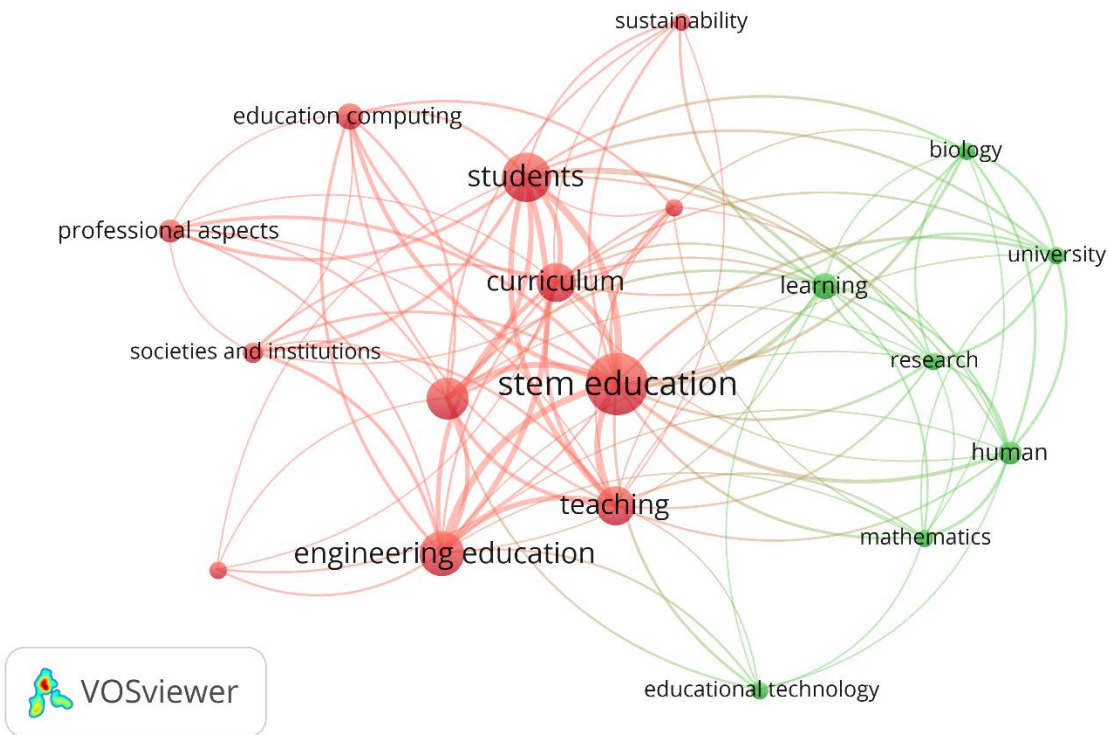 sustainability
education computing
biology
students
professional aspects
university
curriculum
learning
societies and institutions
research
stem education
human
teaching
mathematics
engineering education
educational technology
VOSviewer